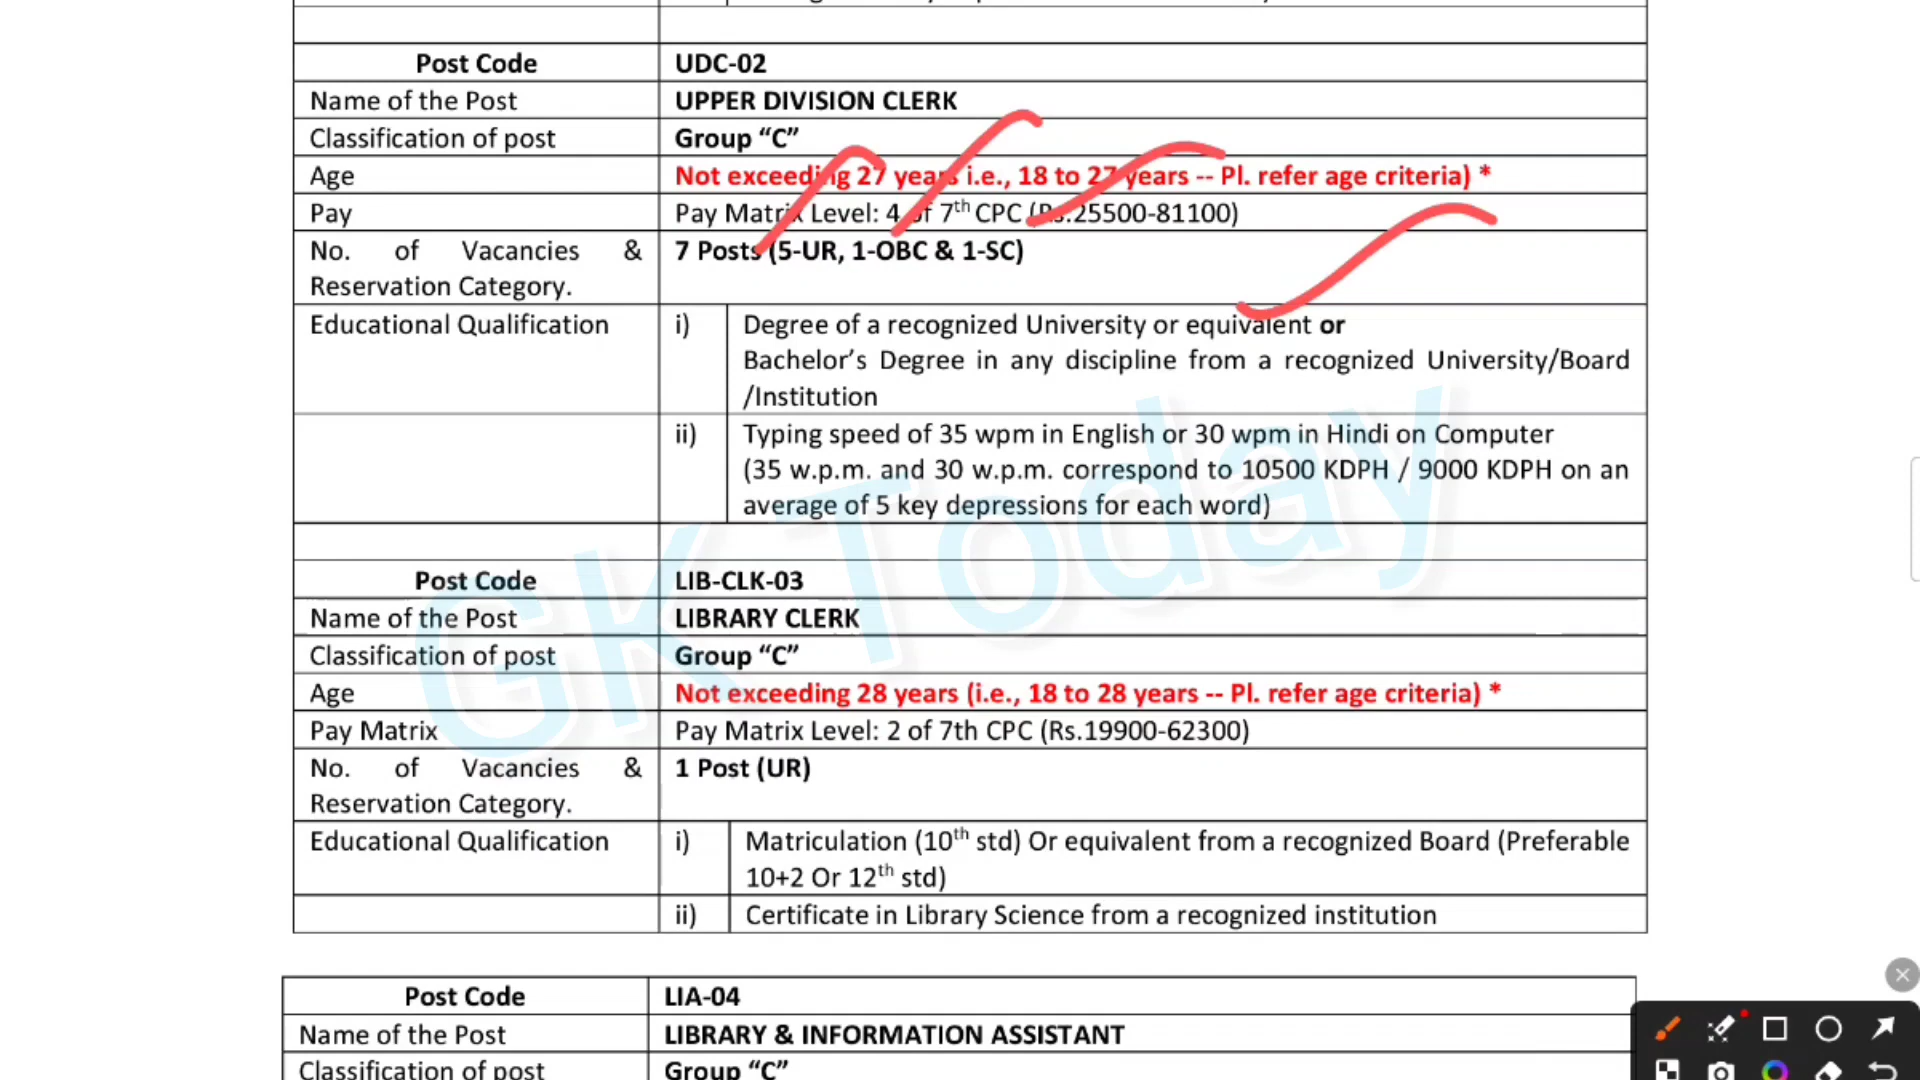 Post Code UDC-02
Name of the Post UPPER DIVISION CLERK
Classification of post Group “C”
Age Not exceeding 27 years i.e., 18 to 27 years -- Pl. refer age criteria) *
Pay Pay Matrix Level: 4 of 7th CPC (Rs.25500-81100)
No. of Vacancies & 7 Posts (5-UR, 1-OBC & 1-SC)
Reservation Category.
Educational Qualification i) Degree of a recognized University or equivalent or
Bachelor’s Degree in any discipline from a recognized University/Board
/Institution
ii) Typing speed of 35 wpm in English or 30 wpm in Hindi on Computer
(35 w.p.m. and 30 w.p.m. correspond to 10500 KDPH / 9000 KDPH on an
average of 5 key depressions for each word)
GK Today
Post Code LIB-CLK-03
Name of the Post LIBRARY CLERK
Classification of post Group “C”
Age Not exceeding 28 years (i.e., 18 to 28 years -- Pl. refer age criteria) *
Pay Matrix Pay Matrix Level: 2 of 7th CPC (Rs.19900-62300)
No. of Vacancies & 1 Post (UR)
Reservation Category.
Educational Qualification i) Matriculation (10th std) Or equivalent from a recognized Board (Preferable
10+2 Or 12th std)
ii) Certificate in Library Science from a recognized institution
Post Code LIA-04
Name of the Post LIBRARY & INFORMATION ASSISTANT
Classification of post Group “C”